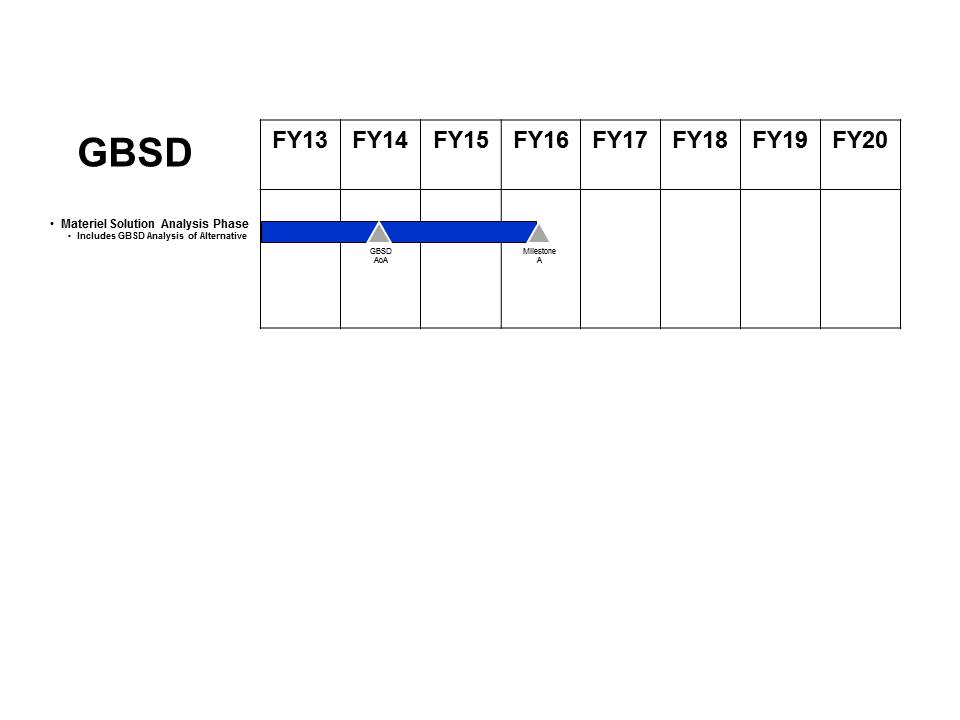 GBSD
FY13 FY14 FY15 FY16 FY17 FY18 FY19 FY20
• Materiel Solution Analysis Phase
• Includes GBSD Analysis of Alternative
GBSD
AoA
Milestone
A